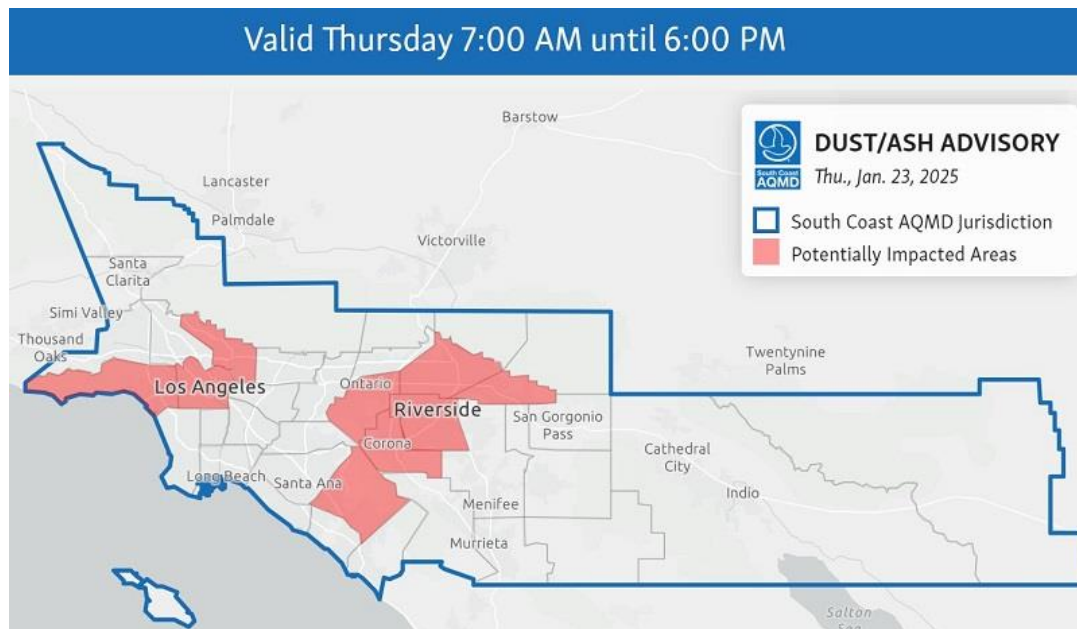 Valid Thursday 7:00 AM until 6:00 PM
Barstow
South Coast
AQMD
DUST/ASH ADVISORY
Thu., Jan. 23, 2025
South Coast AQMD Jurisdiction
Potentially Impacted Areas
Lancaster
Palmdale
Victorville
Santa
Clarita
Simi Valley
Thousand
Oaks
Twentynine
Palms
Los Angeles
Ontario
Riverside
San Gorgonio
Pass
Corona
Cathedral
City
Long Beach
Santa Ana
Indio
Menifee
Murrieta
Salton
Sea